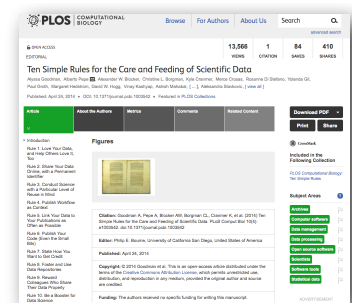 PLOS COMPUTATIONAL BIOLOGY
Browse For Authors About Us Search
advanced search
OPEN ACCESS
EDITORIAL
13,566 VIEWS
1 CITATION
84 SAVES
410 SHARES
Ten Simple Rules for the Care and Feeding of Scientific Data
Alyssa Goodman, Alberto Pepe, Alexander W. Blocker, Christine L. Borgman, Kyle Cranmer, Merce Crosas, Rosanne Di Stefano, Yolanda Gil,
Paul Groth, Margaret Hedstrom, David W. Hogg, Vinay Kashyap, Ashish Mahabal, [ ... ], Aleksandra Slavkovic, [ view all ]
Published: April 24, 2014 • DOI: 10.1371/journal.pcbi.1003542 • Featured in PLOS Collections
Article
About the Authors
Metrics
Comments
Related Content
Download PDF
Print
Share
CrossMark
Included in the Following Collection
PLOS Computational Biology: Ten Simple Rules
Subject Areas
Archives
Computer software
Data management
Data processing
Open source software
Scientists
Software tools
Statistical data
ADVERTISEMENT
Introduction
Rule 1. Love Your Data, and Help Others Love It, Too
Rule 2. Share Your Data Online, with a Permanent Identifier
Rule 3. Conduct Science with a Particular Level of Reuse in Mind
Rule 4. Publish Workflow as Context
Rule 5. Link Your Data to Your Publications as Often as Possible
Rule 6. Publish Your Code (Even the Small Bits)
Rule 7. State How You Want to Get Credit
Rule 8. Foster and Use Data Repositories
Rule 9. Reward Colleagues Who Share Their Data Properly
Rule 10. Be a Booster for Data Science
Figures
Citation: Goodman A, Pepe A, Blocker AW, Borgman CL, Cranmer K, et al. (2014) Ten
Simple Rules for the Care and Feeding of Scientific Data. PLoS Comput Biol 10(4):
e1003542. doi:10.1371/journal.pcbi.1003542
Editor: Philip E. Bourne, University of California San Diego, United States of America
Published: April 24, 2014
Copyright: © 2014 Goodman et al. This is an open access article distributed under the
terms of the Creative Commons Attribution License, which permits unrestricted use,
distribution, and reproduction in any medium, provided the original author and source
are credited.
Funding: The authors received no specific funding for writing this manuscript.